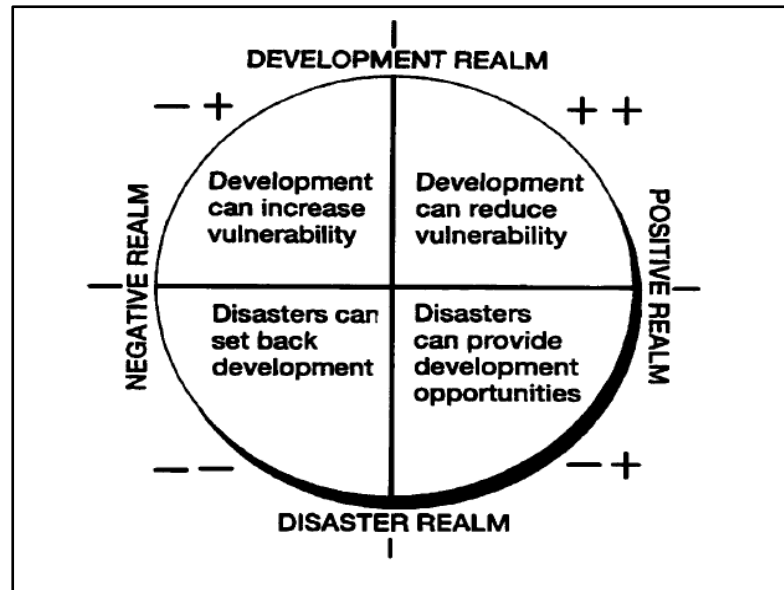 DEVELOPMENT REALM
− +
+ +
Development
can increase
vulnerability
Development
can reduce
vulnerability
NEGATIVE REALM
POSITIVE REALM
Disasters can
set back
development
Disasters
can provide
development
opportunities
− −
− +
DISASTER REALM